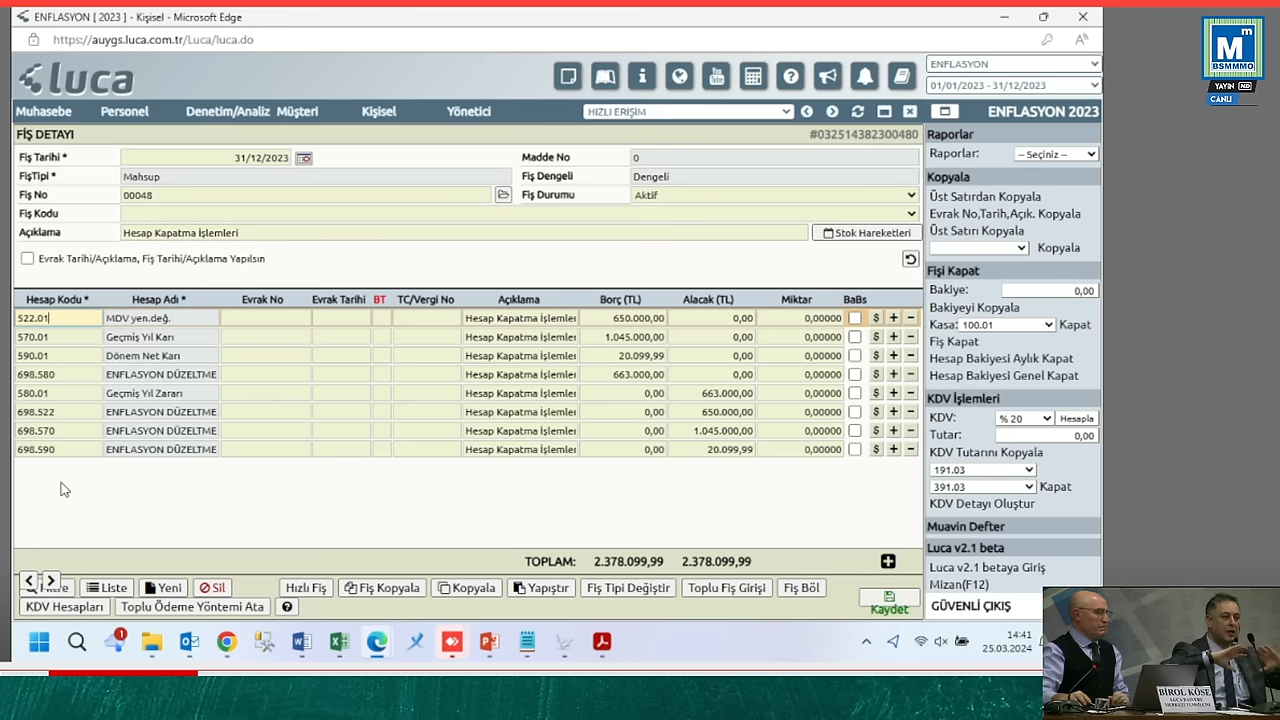 ENFLASYON [ 2023 ] - Kişisel - Microsoft Edge
https://auygs.luca.com.tr/Luca/luca.do
luca
ENFLASYON
01/01/2023 - 31/12/2023
Muhasebe Personel Denetim/Analiz Müşteri Kişisel Yönetici HIZLI ERİŞİM ENFLASYON 2023
FİŞ DETAYI #032514382300480
Fiş Tarihi * 31/12/2023 Madde No 0
FişTipi * Mahsup Fiş Dengeli Dengeli
Fiş No 00048 Fiş Durumu Aktif
Fiş Kodu
Açıklama Hesap Kapatma İşlemleri Stok Hareketleri
Evrak Tarihi/Açıklama, Fiş Tarihi/Açıklama Yapılsın
Hesap Kodu * Hesap Adı * Evrak No Evrak Tarihi BT TC/Vergi No Açıklama Borç (TL) Alacak (TL) Miktar BaBs
522.01 MDV yen.değ. Hesap Kapatma İşlemler 650.000,00 0,00 0,00000 $ + −
570.01 Geçmiş Yıl Karı Hesap Kapatma İşlemler 1.045.000,00 0,00 0,00000 $ + −
590.01 Dönem Net Karı Hesap Kapatma İşlemler 20.099,99 0,00 0,00000 $ + −
698.580 ENFLASYON DÜZELTME Hesap Kapatma İşlemler 663.000,00 0,00 0,00000 $ + −
580.01 Geçmiş Yıl Zararı Hesap Kapatma İşlemler 0,00 663.000,00 0,00000 $ + −
698.522 ENFLASYON DÜZELTME Hesap Kapatma İşlemler 0,00 650.000,00 0,00000 $ + −
698.570 ENFLASYON DÜZELTME Hesap Kapatma İşlemler 0,00 1.045.000,00 0,00000 $ + −
698.590 ENFLASYON DÜZELTME Hesap Kapatma İşlemler 0,00 20.099,99 0,00000 $ + −
TOPLAM: 2.378.099,99 2.378.099,99
Liste Yeni Sil Hızlı Fiş Fiş Kopyala Kopyala Yapıştır Fiş Tipi Değiştir Toplu Fiş Girişi Fiş Böl
KDV Hesapları Toplu Ödeme Yöntemi Ata Kaydet
Raporlar
Raporlar: -- Seçiniz --
Kopyala
Üst Satırdan Kopyala
Evrak No,Tarih,Açık. Kopyala
Üst Satırı Kopyala
Kopyala
Fişi Kapat
Bakiye: 0,00
Bakiyeyi Kopyala
Kasa: 100.01 Kapat
Fiş Kapat
Hesap Bakiyesi Aylık Kapat
Hesap Bakiyesi Genel Kapat
KDV İşlemleri
KDV: % 20 Hesapla
Tutar: 0,00
KDV Tutarını Kopyala
191.03
391.03 Kapat
KDV Detayı Oluştur
Muavin Defter
Luca v2.1 beta
Luca v2.1 betaya Giriş
Mizan(F12)
GÜVENLİ ÇIKIŞ
1
14:41
25.03.2024
Mm
BSMMMO
YAYIN HD
CANLI
BİROL KÖSE